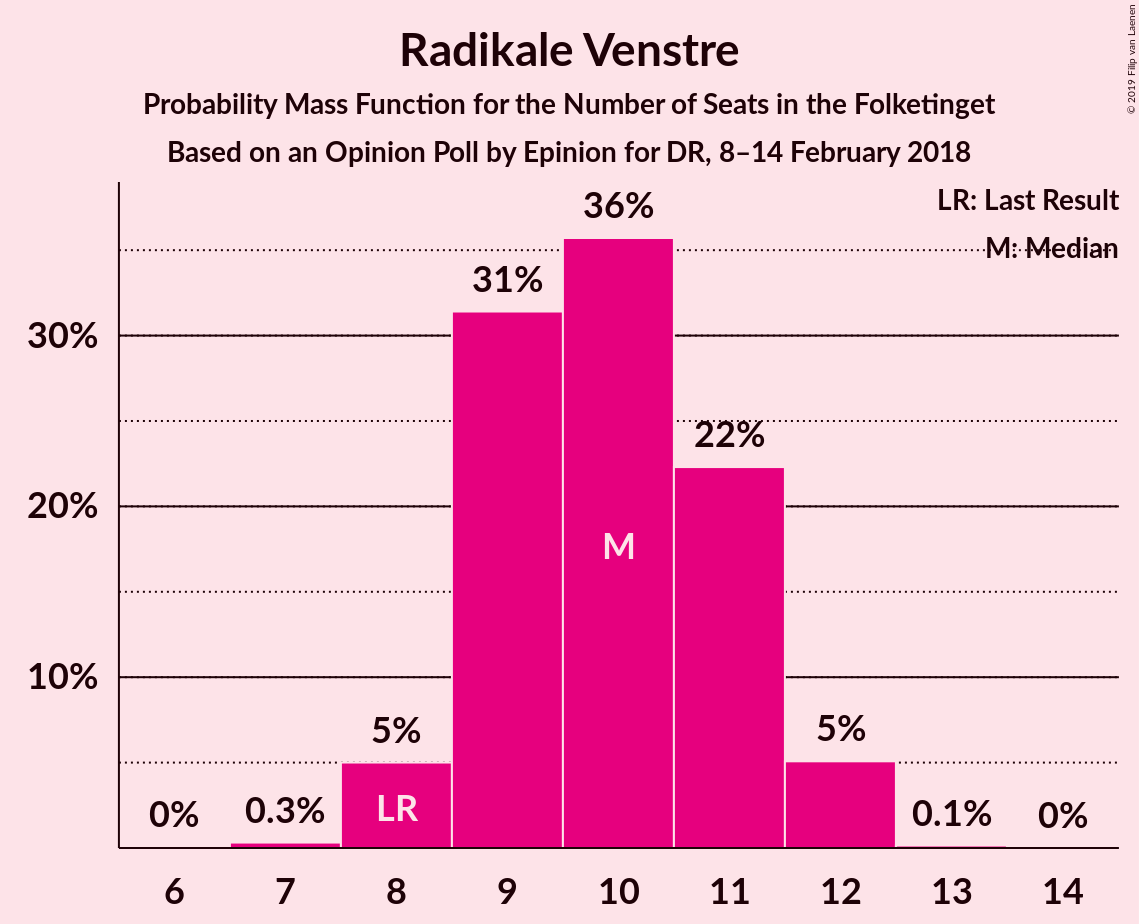 Radikale Venstre
Probability Mass Function for the Number of Seats in the Folketinget
Based on an Opinion Poll by Epinion for DR, 8–14 February 2018
© 2019 Filip van Laenen
LR: Last Result
M: Median
30%
20%
10%
0%
0.3%
5%
31%
36%
22%
5%
0.1%
0%
LR
M
6 7 8 9 10 11 12 13 14